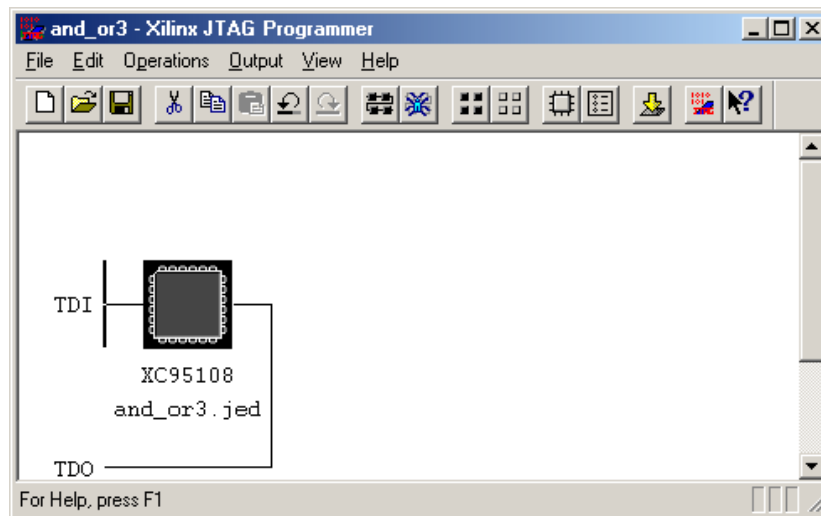 and_or3 - Xilinx JTAG Programmer
File Edit Operations Output View Help
TDI
XC95108
and_or3.jed
TDO
For Help, press F1